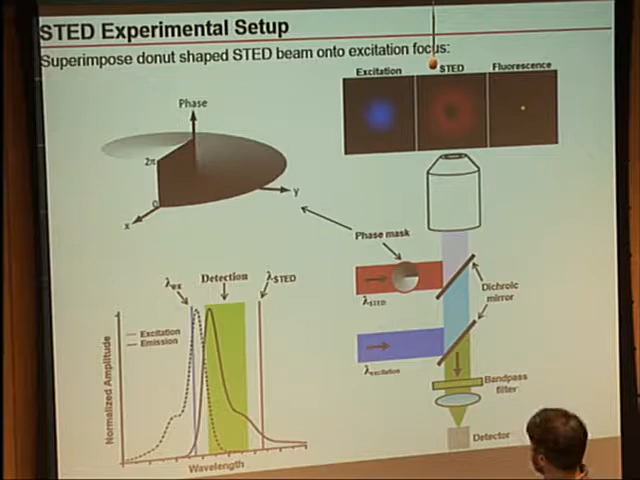 STED Experimental Setup
Superimpose donut shaped STED beam onto excitation focus:
Excitation
STED
Fluorescence
Phase
2π
0
y
x
Phase mask
λSTED
Dichroic
mirror
λexcitation
Bandpass
filter
Detector
λex
Detection
λSTED
Excitation
Emission
Normalized Amplitude
Wavelength